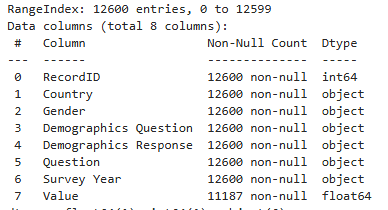 RangeIndex: 12600 entries, 0 to 12599
Data columns (total 8 columns):
 #   Column                 Non-Null Count  Dtype
---  ------                 --------------  -----
 0   RecordID               12600 non-null  int64
 1   Country                12600 non-null  object
 2   Gender                 12600 non-null  object
 3   Demographics Question  12600 non-null  object
 4   Demographics Response  12600 non-null  object
 5   Question               12600 non-null  object
 6   Survey Year            12600 non-null  object
 7   Value                  11187 non-null  float64